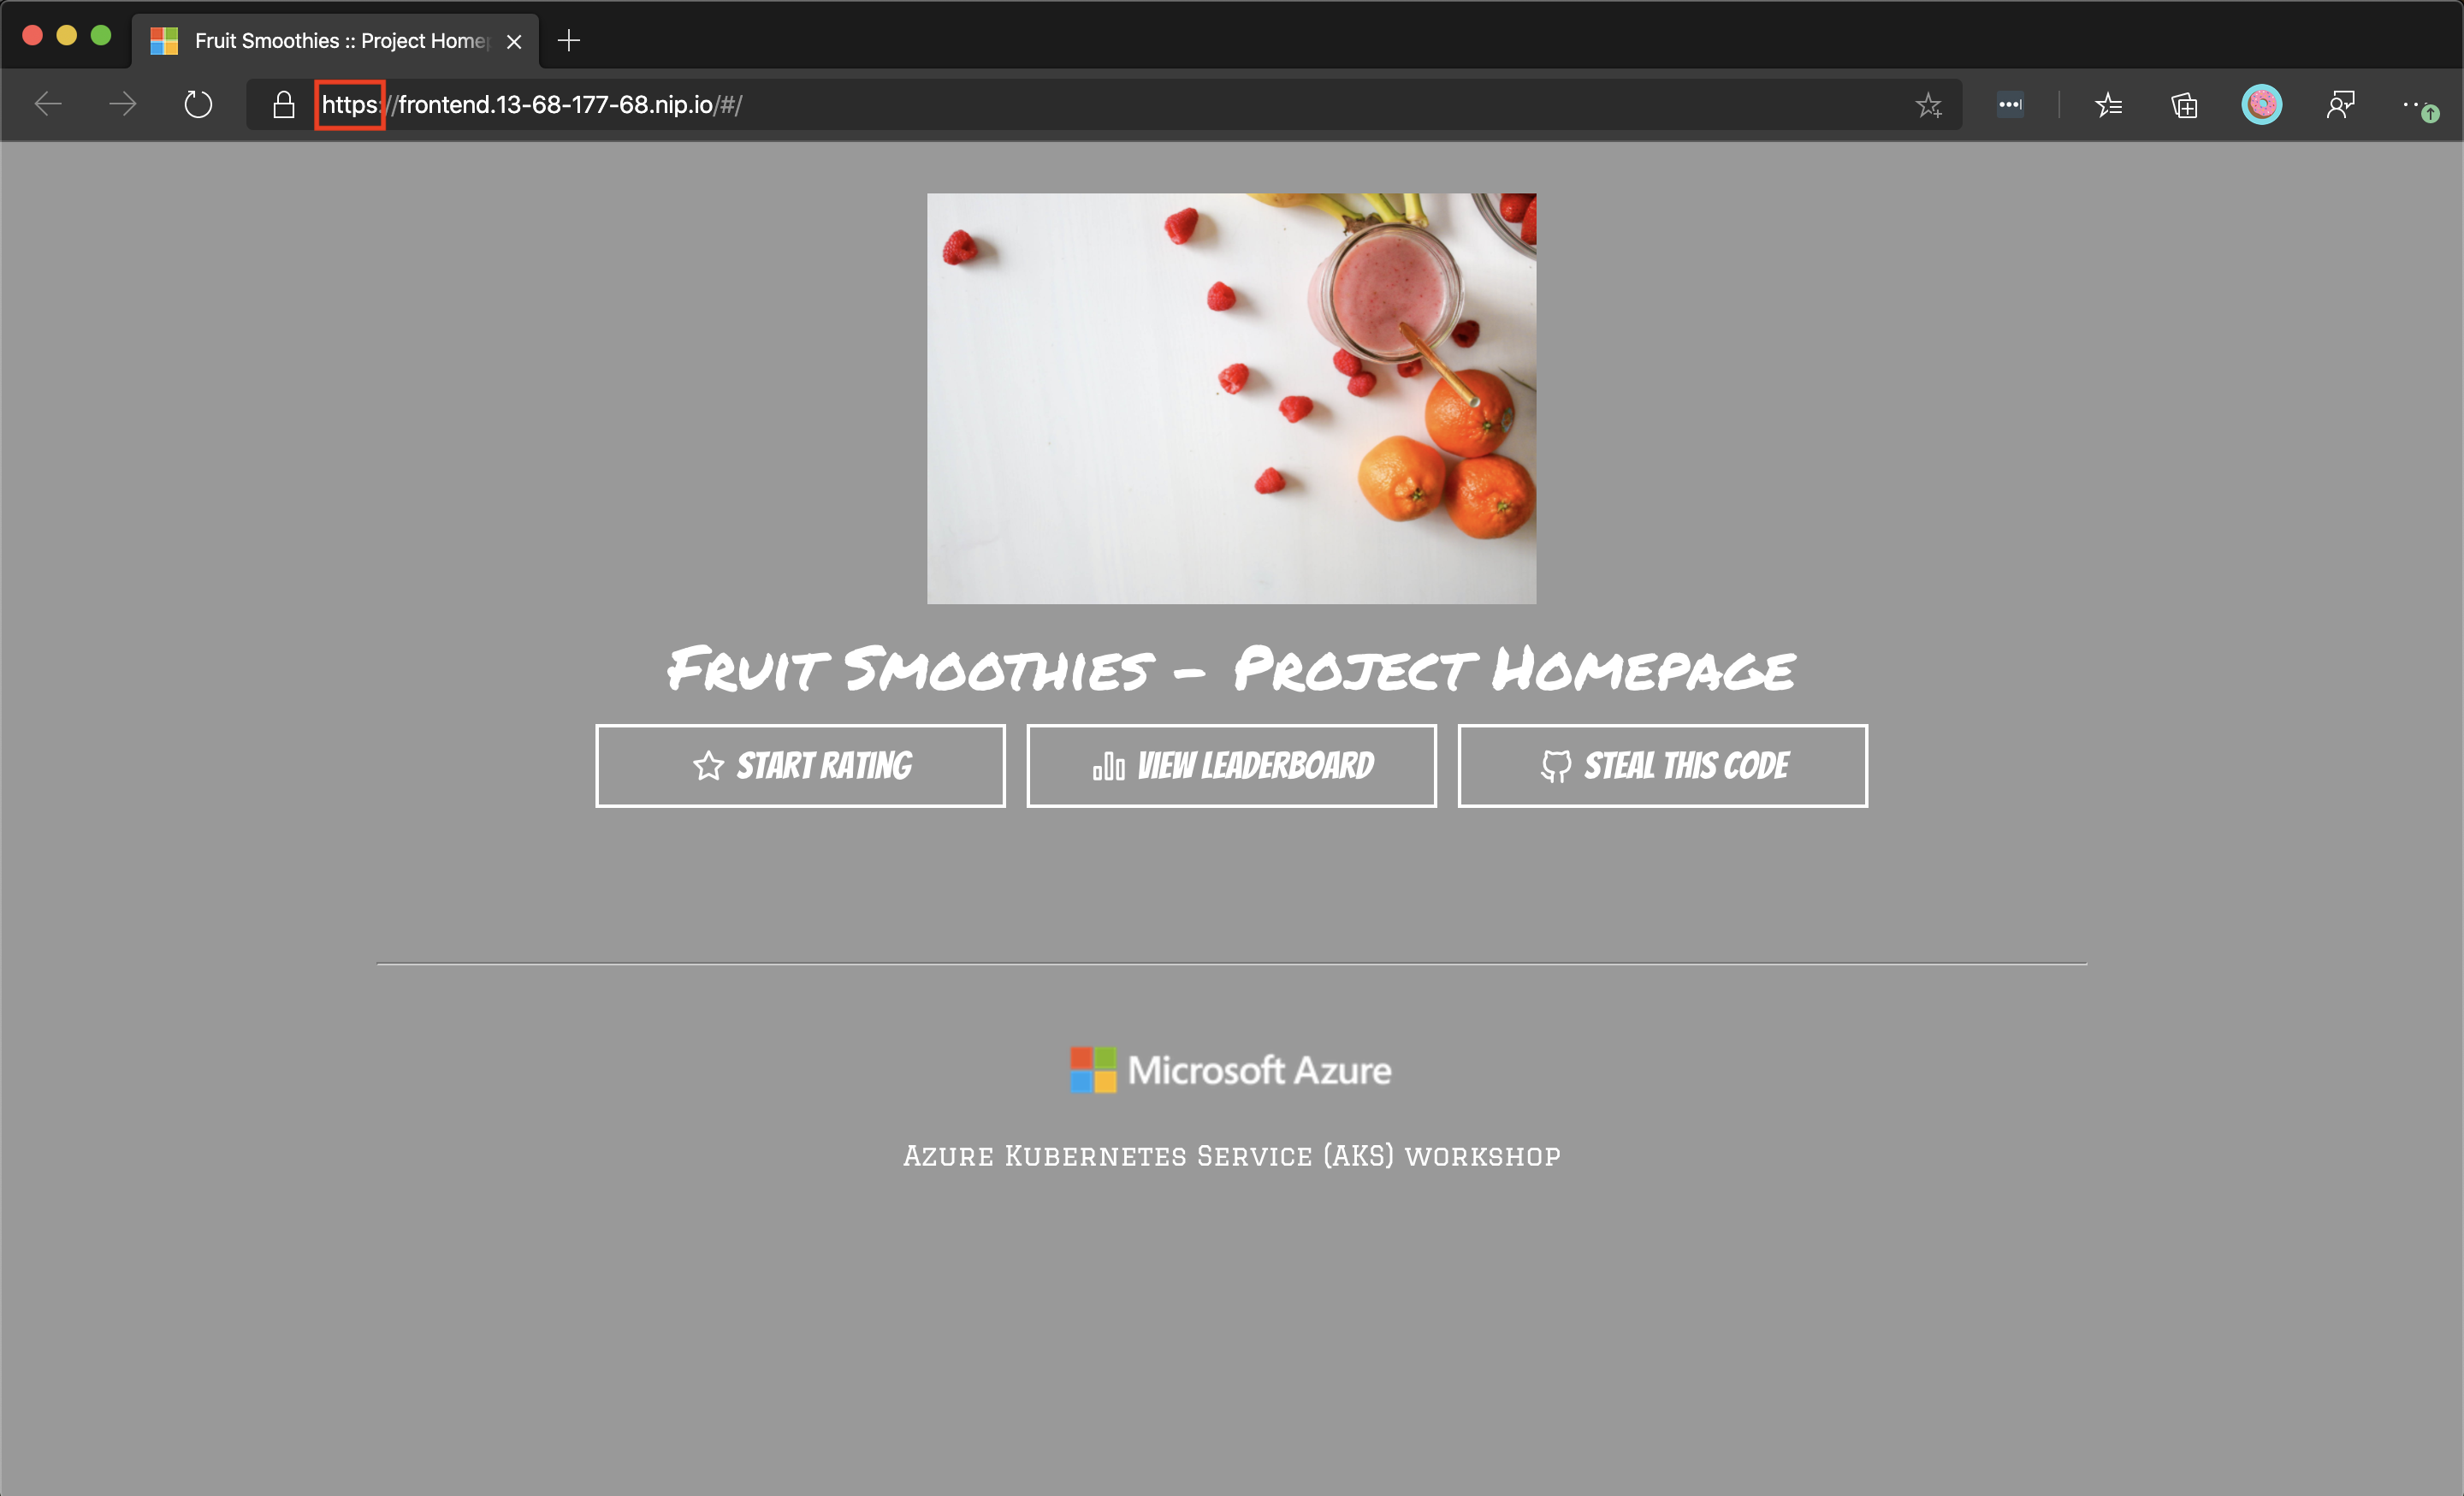 Fruit Smoothies :: Project Home
https://frontend.13-68-177-68.nip.io/#/
Fruit Smoothies - Project Homepage
START RATING
VIEW LEADERBOARD
STEAL THIS CODE
Microsoft Azure
Azure Kubernetes Service (AKS) workshop